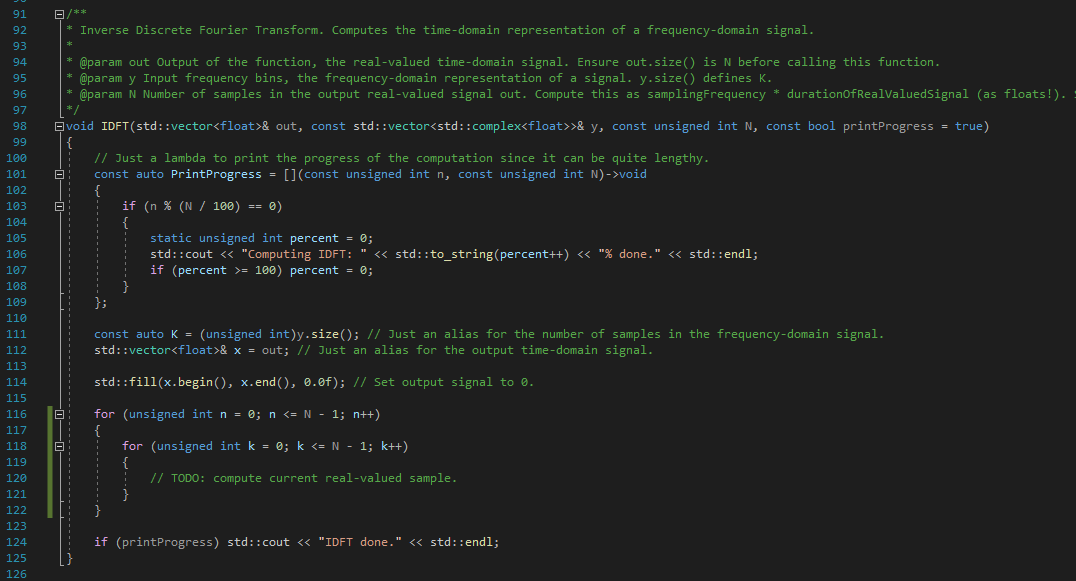 91 /**
92 * Inverse Discrete Fourier Transform. Computes the time-domain representation of a frequency-domain signal.
93 *
94 * @param out Output of the function, the real-valued time-domain signal. Ensure out.size() is N before calling this function.
95 * @param y Input frequency bins, the frequency-domain representation of a signal. y.size() defines K.
96 * @param N Number of samples in the output real-valued signal out. Compute this as samplingFrequency * durationOfRealValuedSignal (as floats!).
97 */
98 void IDFT(std::vector<float>& out, const std::vector<std::complex<float>>& y, const unsigned int N, const bool printProgress = true)
99 {
100 // Just a lambda to print the progress of the computation since it can be quite lengthy.
101 const auto PrintProgress = [](const unsigned int n, const unsigned int N)->void
102 {
103 if (n % (N / 100) == 0)
104 {
105 static unsigned int percent = 0;
106 std::cout << "Computing IDFT: " << std::to_string(percent++) << "% done." << std::endl;
107 if (percent >= 100) percent = 0;
108 }
109 };
110
111 const auto K = (unsigned int)y.size(); // Just an alias for the number of samples in the frequency-domain signal.
112 std::vector<float>& x = out; // Just an alias for the output time-domain signal.
113
114 std::fill(x.begin(), x.end(), 0.0f); // Set output signal to 0.
115
116 for (unsigned int n = 0; n <= N - 1; n++)
117 {
118 for (unsigned int k = 0; k <= N - 1; k++)
119 {
120 // TODO: compute current real-valued sample.
121 }
122 }
123
124 if (printProgress) std::cout << "IDFT done." << std::endl;
125 }
126